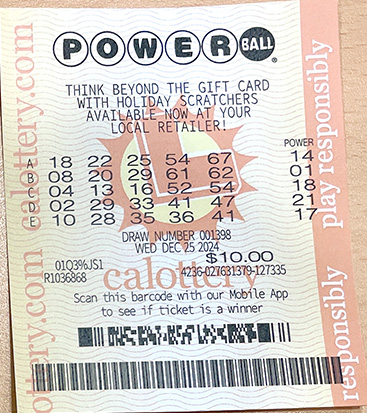 POWER BALL®
THINK BEYOND THE GIFT CARD
WITH HOLIDAY SCRATCHERS
AVAILABLE NOW AT YOUR
LOCAL RETAILER!
POWER
A 18 22 25 54 67 14
B 08 20 29 61 62 01
C 04 13 16 52 54 18
D 02 29 33 41 47 21
E 10 28 35 36 41 17
DRAW NUMBER 001398
WED DEC 25 2024
$10.00
01Q3%JS1
R1036868
4236-027631379-127335
calottery
Scan this barcode with our Mobile App
to see if ticket is a winner
lottery.com calottery.com
play responsibly
responsibly